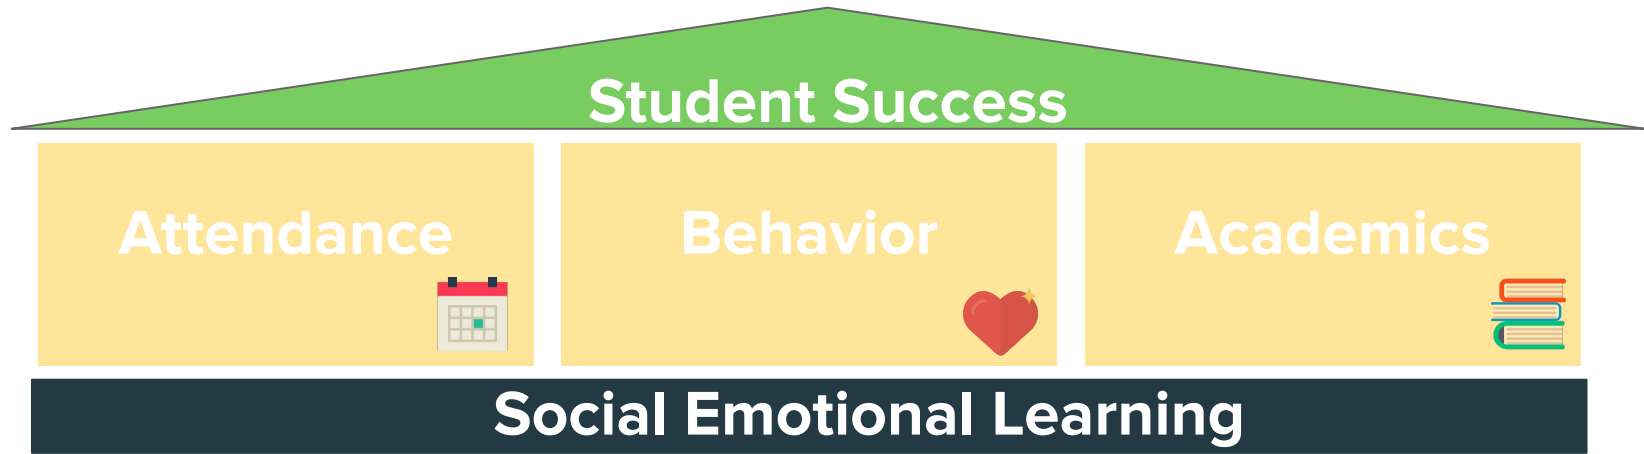 Student Success
Attendance
Behavior
Academics
Social Emotional Learning